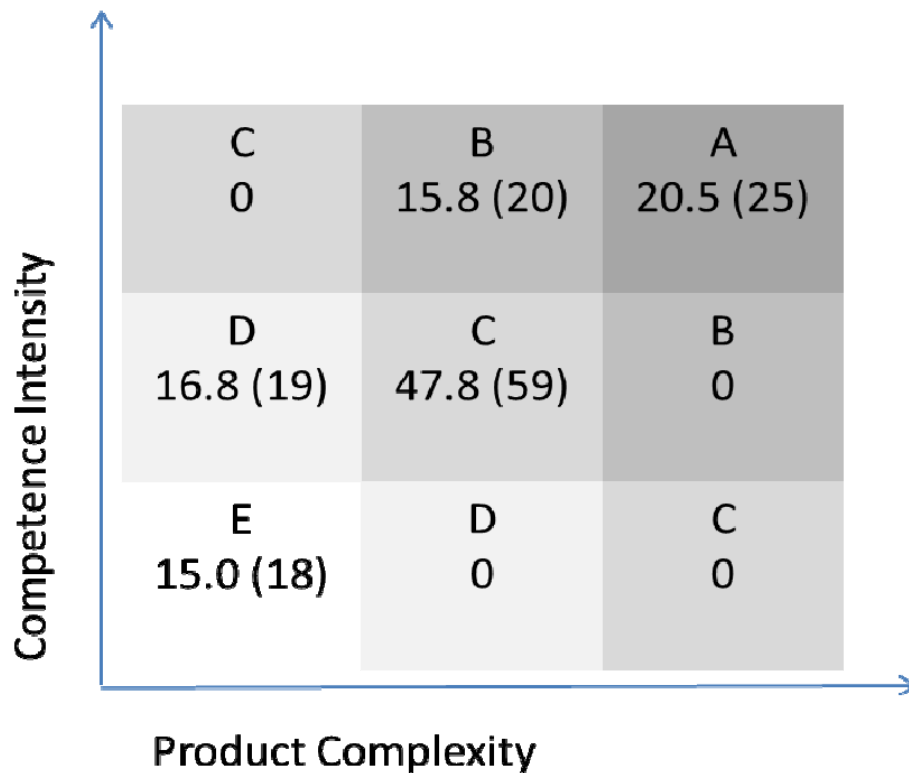 Competence Intensity
C
0
B
15.8 (20)
A
20.5 (25)
D
16.8 (19)
C
47.8 (59)
B
0
E
15.0 (18)
D
0
C
0
Product Complexity